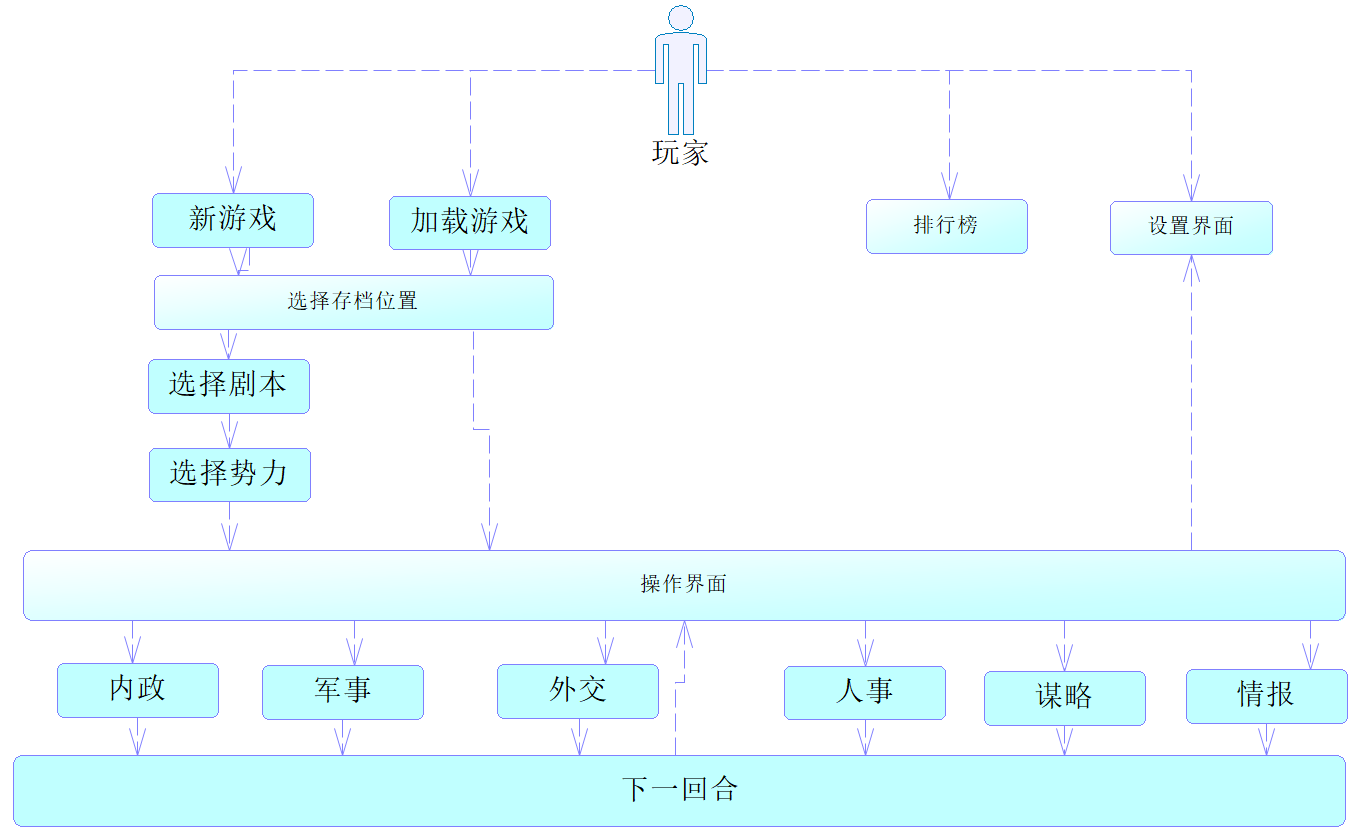 玩家
新游戏
加载游戏
排行榜
设置界面
选择存档位置
选择剧本
选择势力
操作界面
内政
军事
外交
人事
谋略
情报
下一回合